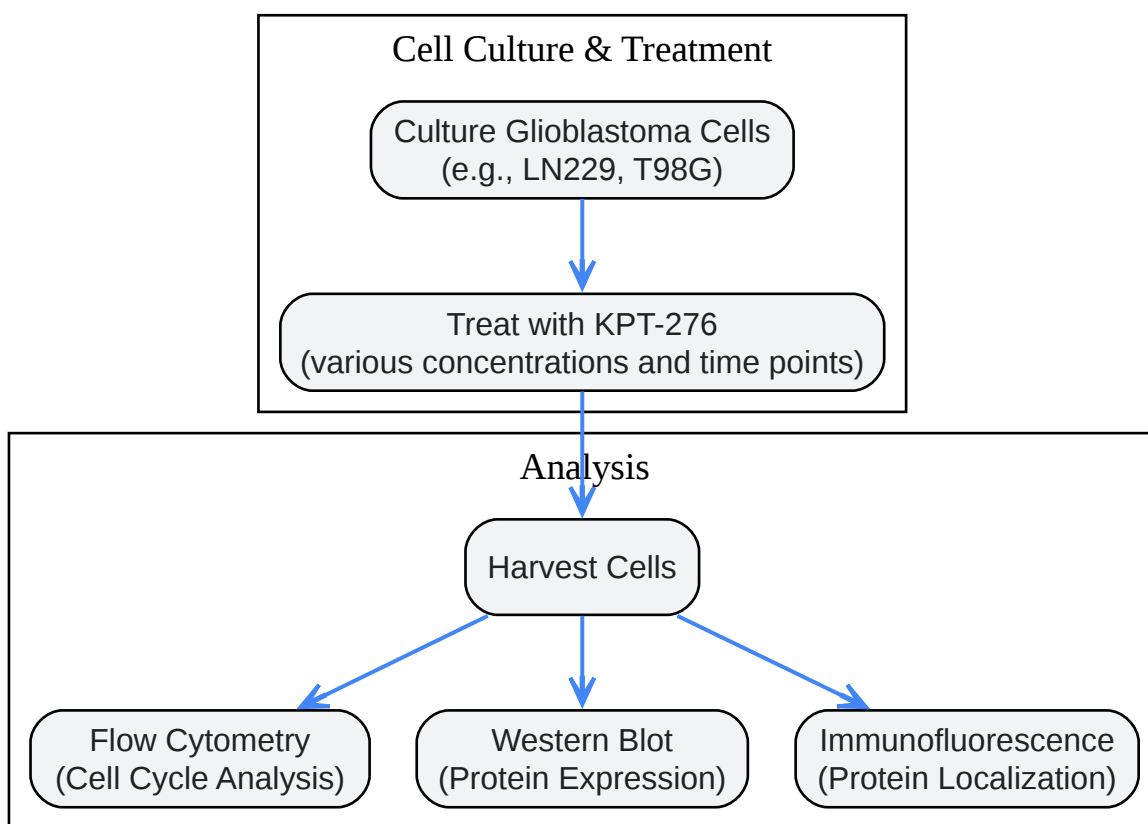 Cell Culture & Treatment
Culture Glioblastoma Cells
(e.g., LN229, T98G)
Treat with KPT-276
(various concentrations and time points)
Analysis
Harvest Cells
Flow Cytometry
(Cell Cycle Analysis)
Western Blot
(Protein Expression)
Immunofluorescence
(Protein Localization)